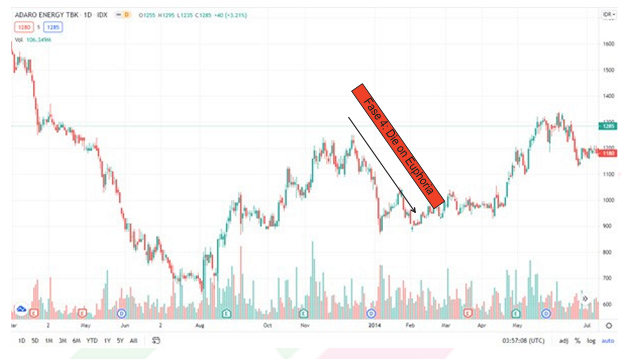 ADARO ENERGY TBK · 1D · IDX D O1255 H1295 L1235 C1285 +40 (+3.21%)
1280 5 1285
Vol 106.549M
IDR
1600
1500
1400
1300
1285
1200
1180
1100
1000
900
800
700
600
Fase 4: Die on Euphoria
E E D E E D E E D
Mar 2 May Jun 2 Aug Oct Nov 2014 Feb Mar Apr May Jul
1D 5D 1M 3M 6M YTD 1Y 5Y All 03:57:08 (UTC) adj % log auto